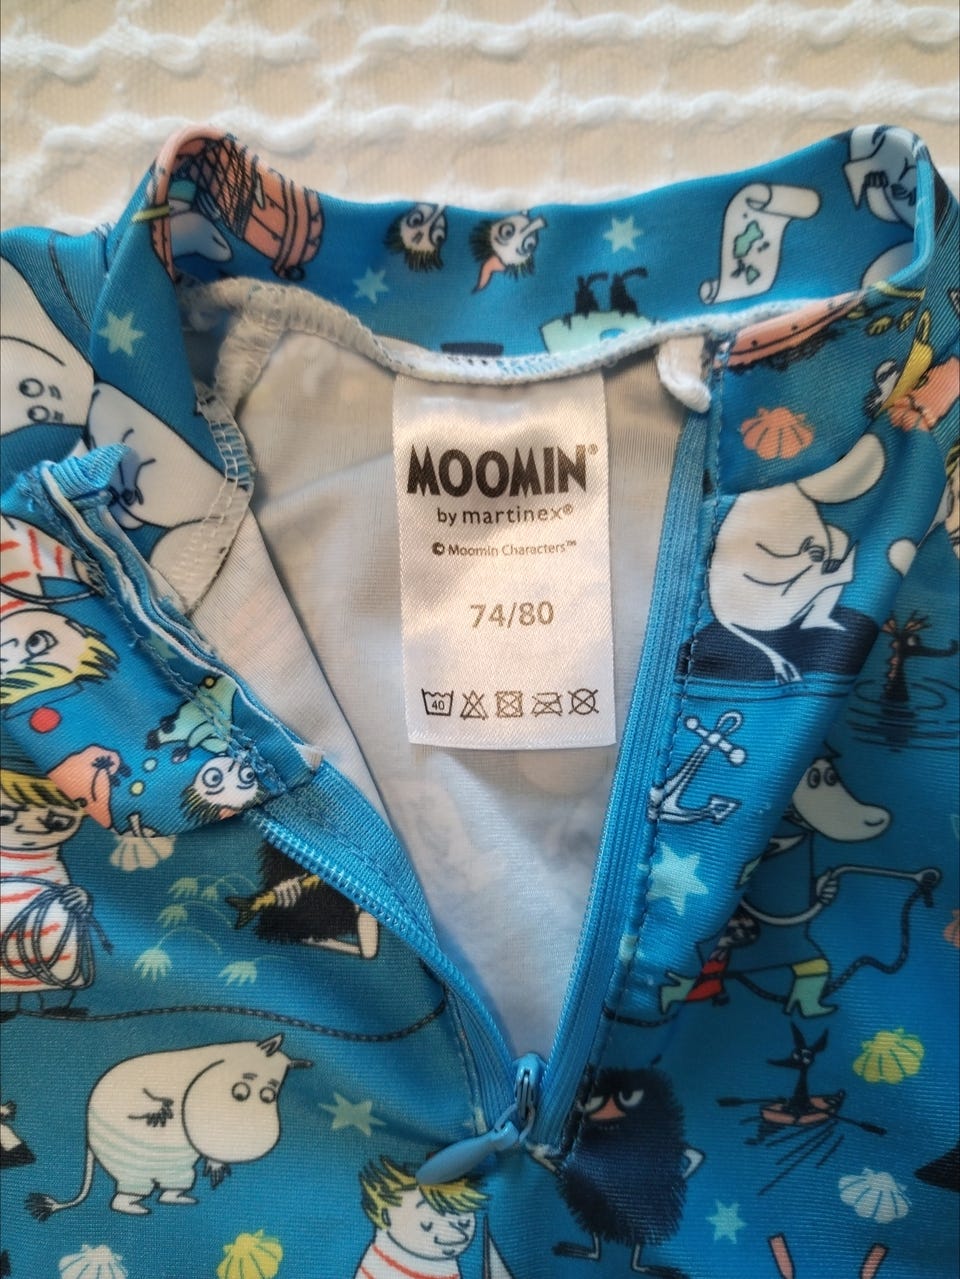 MOOMIN®
by martinex®
© Moomin Characters™
74/80
40